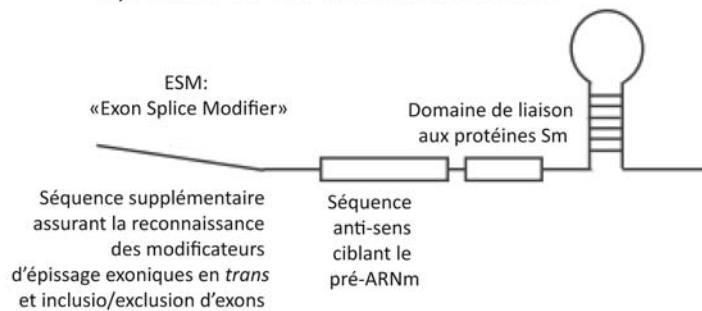 ESM:
«Exon Splice Modifier»
Domaine de liaison
aux protéines Sm
Séquence supplémentaire
assurant la reconnaissance
des modificateurs
d'épissage exoniques en trans
et inclusio/exclusion d'exons
Séquence
anti-sens
ciblant le
pré-ARNm